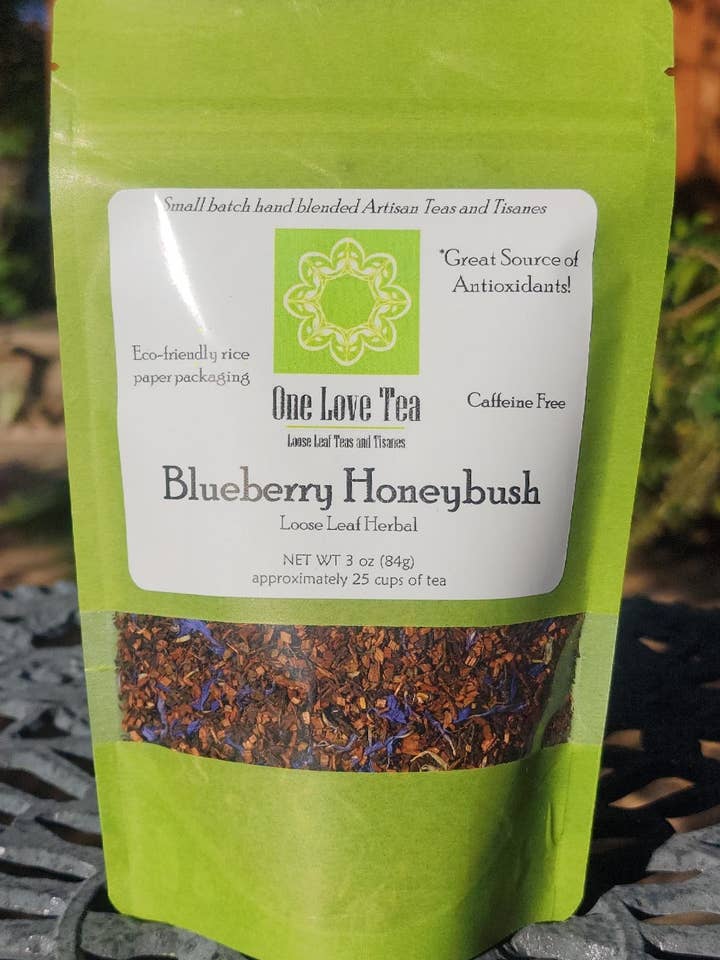 Small batch hand blended Artisan Teas and Tisanes
*Great Source of
Antioxidants!
Eco-friendly rice
paper packaging
Caffeine Free
One Love Tea
Loose Leaf Teas and Tisanes
Blueberry Honeybush
Loose Leaf Herbal
NET WT 3 oz (84g)
approximately 25 cups of tea